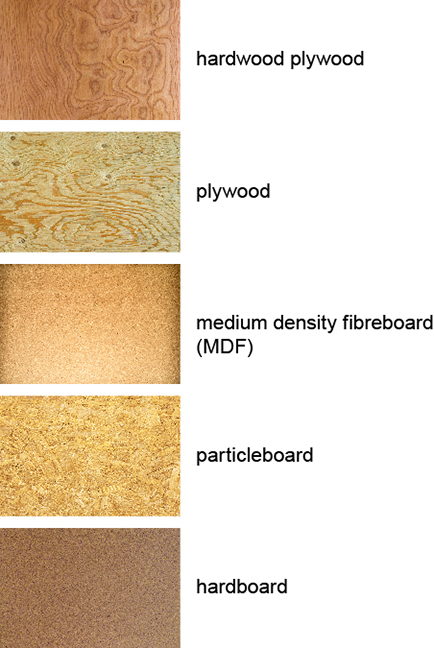 hardwood plywood
plywood
medium density fibreboard
(MDF)
particleboard
hardboard